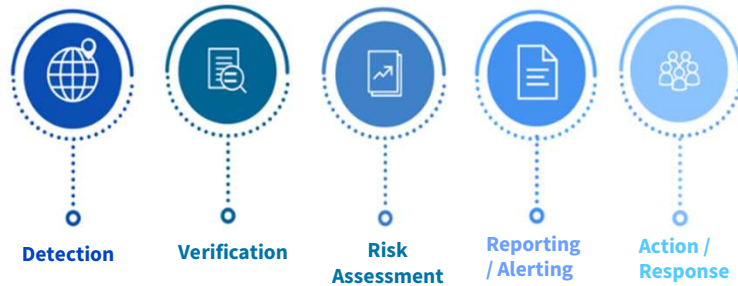 Detection
Verification
Risk
Assessment
Reporting
/ Alerting
Action /
Response